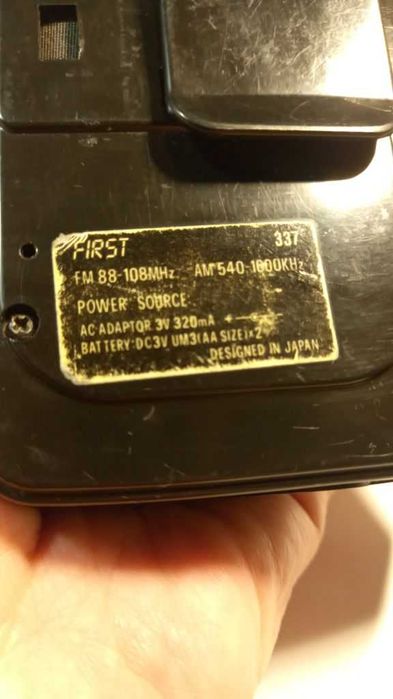 FIRST 337
FM 88-108MHz AM 540-1600KHz
POWER SOURCE
AC ADAPTOR 3V 320mA
BATTERY:DC3V UM3(AA SIZE)×2
DESIGNED IN JAPAN